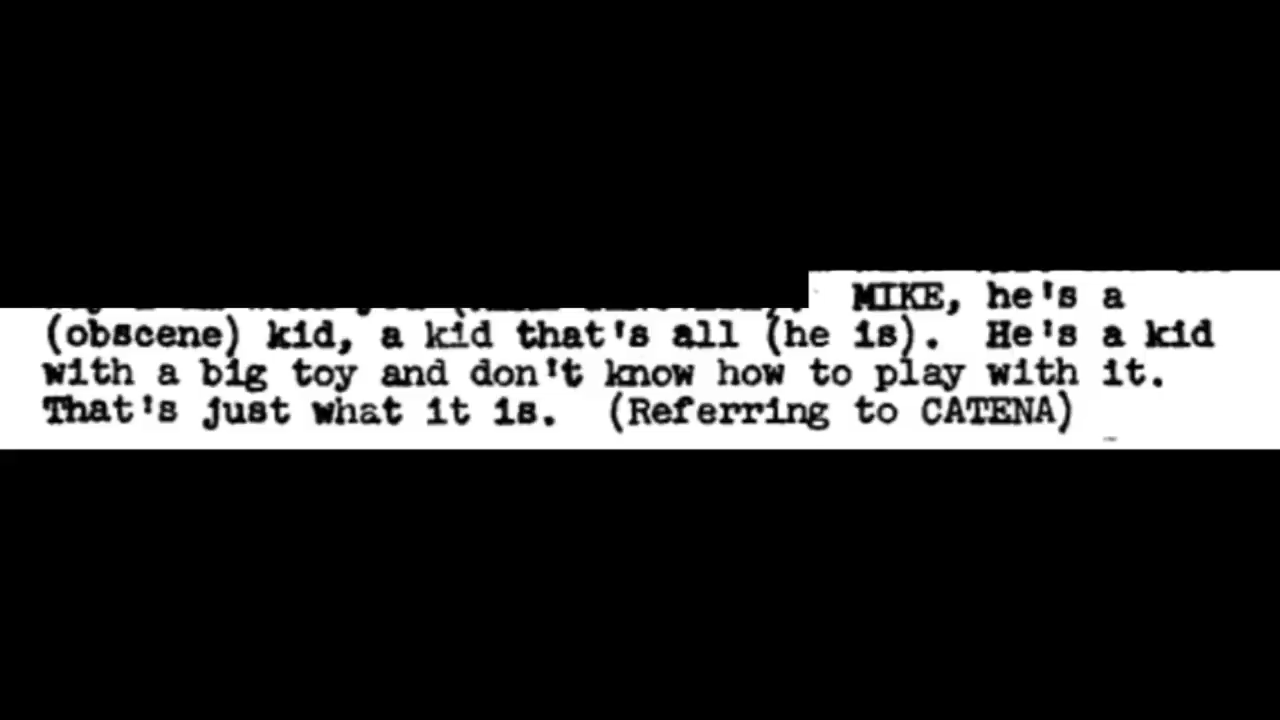 MIKE, he's a
(obscene) kid, a kid that's all (he is). He's a kid
with a big toy and don't know how to play with it.
That's just what it is. (Referring to CATENA)